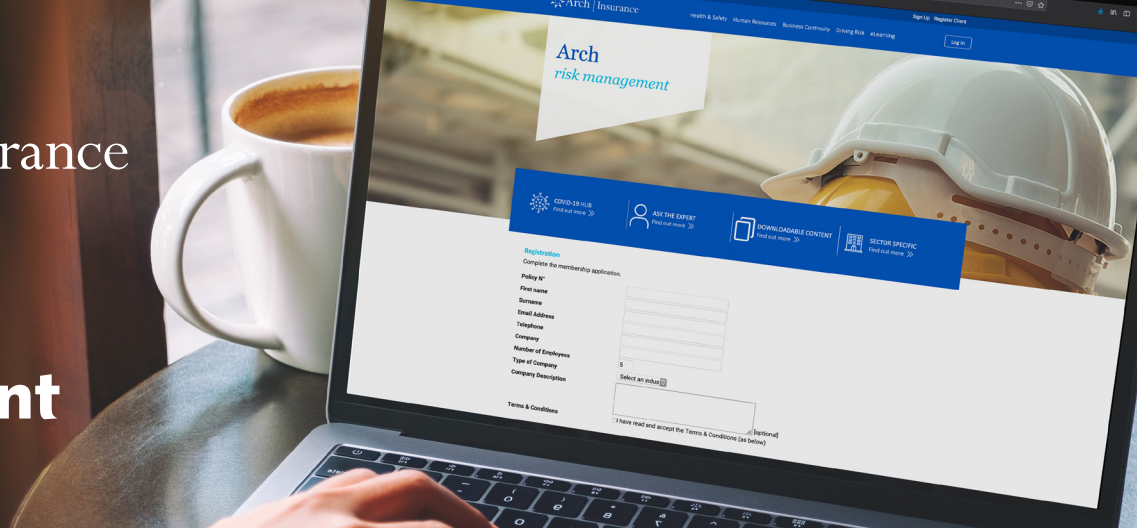 rance
nt
Arch | Insurance
Sign Up Register Client
Health & Safety Human Resources Business Continuity Driving Risk eLearning
Log In
Arch
risk management
COVID-19 HUB
Find out more
ASK THE EXPERT
Find out more
DOWNLOADABLE CONTENT
Find out more
SECTOR SPECIFIC
Find out more
Registration
Complete the membership application.
Policy N°
First name
Surname
Email Address
Telephone
Company
Number of Employees
5
Type of Company
Select an indus
Company Description
[optional]
Terms & Conditions
I have read and accept the Terms & Conditions (as below)